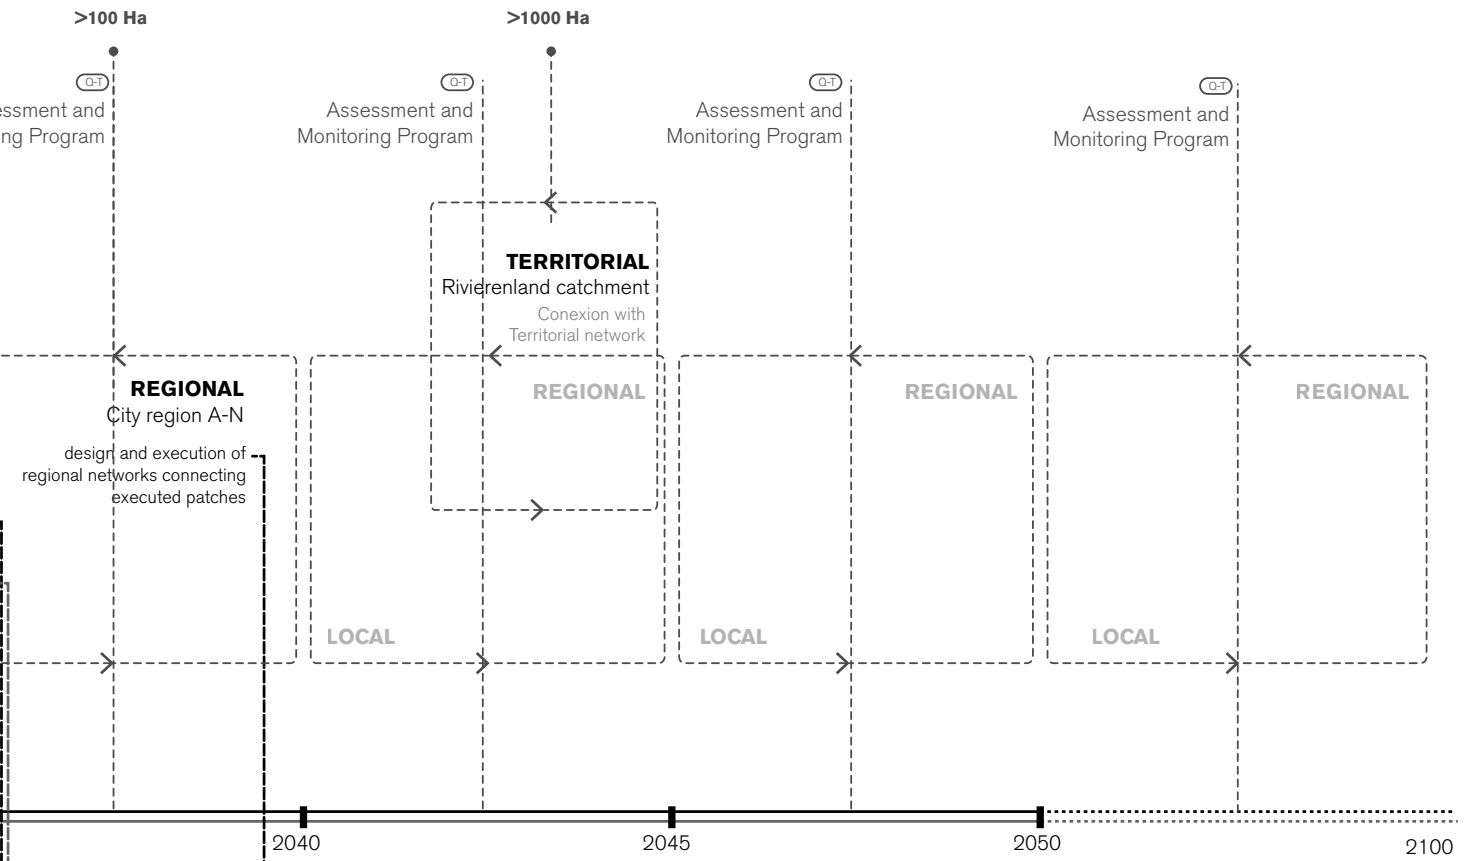 >100 Ha
>1000 Ha
Q-T
essment and
ng Program
Q-T
Assessment and
Monitoring Program
Q-T
Assessment and
Monitoring Program
Q-T
Assessment and
Monitoring Program
TERRITORIAL
Rivierenland catchment
Conexion with
Territorial network
REGIONAL
City region A-N
design and execution of
regional networks connecting
executed patches
REGIONAL
REGIONAL
REGIONAL
LOCAL
LOCAL
LOCAL
2040
2045
2050
2100